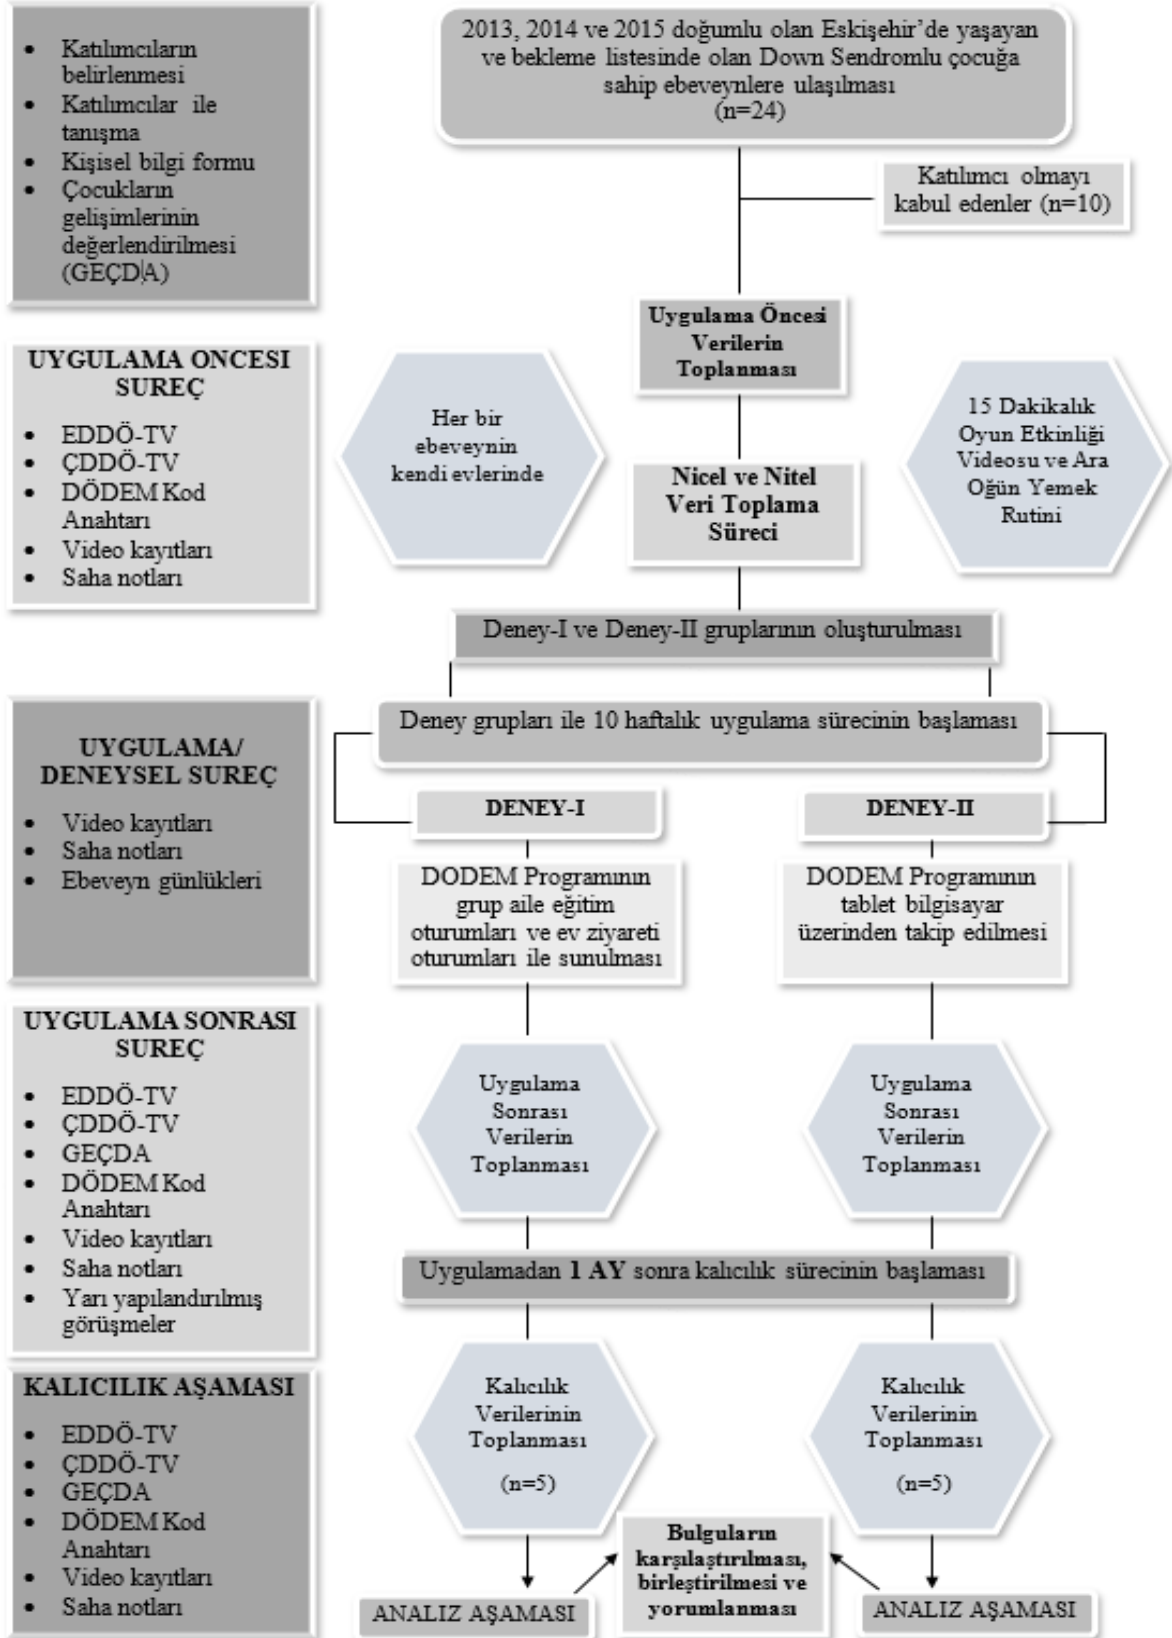 • Katılımcıların
belirlenmesi
• Katılımcılar ile
tanışma
• Kişisel bilgi formu
• Çocukların
gelişimlerinin
değerlendirilmesi
(GEÇDA)
2013, 2014 ve 2015 doğumlu olan Eskişehir’de yaşayan
ve bekleme listesinde olan Down Sendromlu çocuğa
sahip ebeveynlere ulaşılması
(n=24)
Katılımcı olmayı
kabul edenler (n=10)
Uygulama Öncesi
Verilerin
Toplanması
UYGULAMA ONCESI
SUREÇ
• EDDÖ-TV
• ÇDDÖ-TV
• DÖDEM Kod
Anahtarı
• Video kayıtları
• Saha notları
Her bir
ebeveynin
kendi evlerinde
Nicel ve Nitel
Veri Toplama
Süreci
15 Dakikalık
Oyun Etkinliği
Videosu ve Ara
Oğün Yemek
Rutini
Deney-I ve Deney-II gruplarının oluşturulması
Deney grupları ile 10 haftalık uygulama sürecinin başlaması
UYGULAMA/
DENEYSEL SUREÇ
• Video kayıtları
• Saha notları
• Ebeveyn günlükleri
DENEY-I
DODEM Programının
grup aile eğitim
oturumları ve ev ziyareti
oturumları ile sunulması
DENEY-II
DODEM Programının
tablet bilgisayar
üzerinden takip edilmesi
UYGULAMA SONRASI
SUREÇ
• EDDÖ-TV
• ÇDDÖ-TV
• GEÇDA
• DÖDEM Kod
Anahtarı
• Video kayıtları
• Saha notları
• Yarı yapılandırılmış
görüşmeler
Uygulama
Sonrası
Verilerin
Toplanması
Uygulama
Sonrası
Verilerin
Toplanması
Uygulamadan 1 AY sonra kalıcılık sürecinin başlaması
KALICILIK AŞAMASI
• EDDÖ-TV
• ÇDDÖ-TV
• GEÇDA
• DÖDEM Kod
Anahtarı
• Video kayıtları
• Saha notları
Kalıcılık
Verilerinin
Toplanması
(n=5)
Kalıcılık
Verilerinin
Toplanması
(n=5)
ANALIZ AŞAMASI
Bulguların
karşılaştırılması,
birleştirilmesi ve
yorumlanması
ANALIZ AŞAMASI